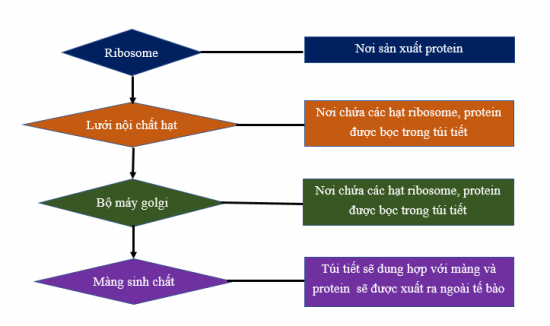 Ribosome
Nơi sản xuất protein
Lưới nội chất hạt
Nơi chứa các hạt ribosome, protein
được bọc trong túi tiết
Bộ máy golgi
Nơi chứa các hạt ribosome, protein
được bọc trong túi tiết
Màng sinh chất
Túi tiết sẽ dung hợp với màng và
protein sẽ được xuất ra ngoài tế bào